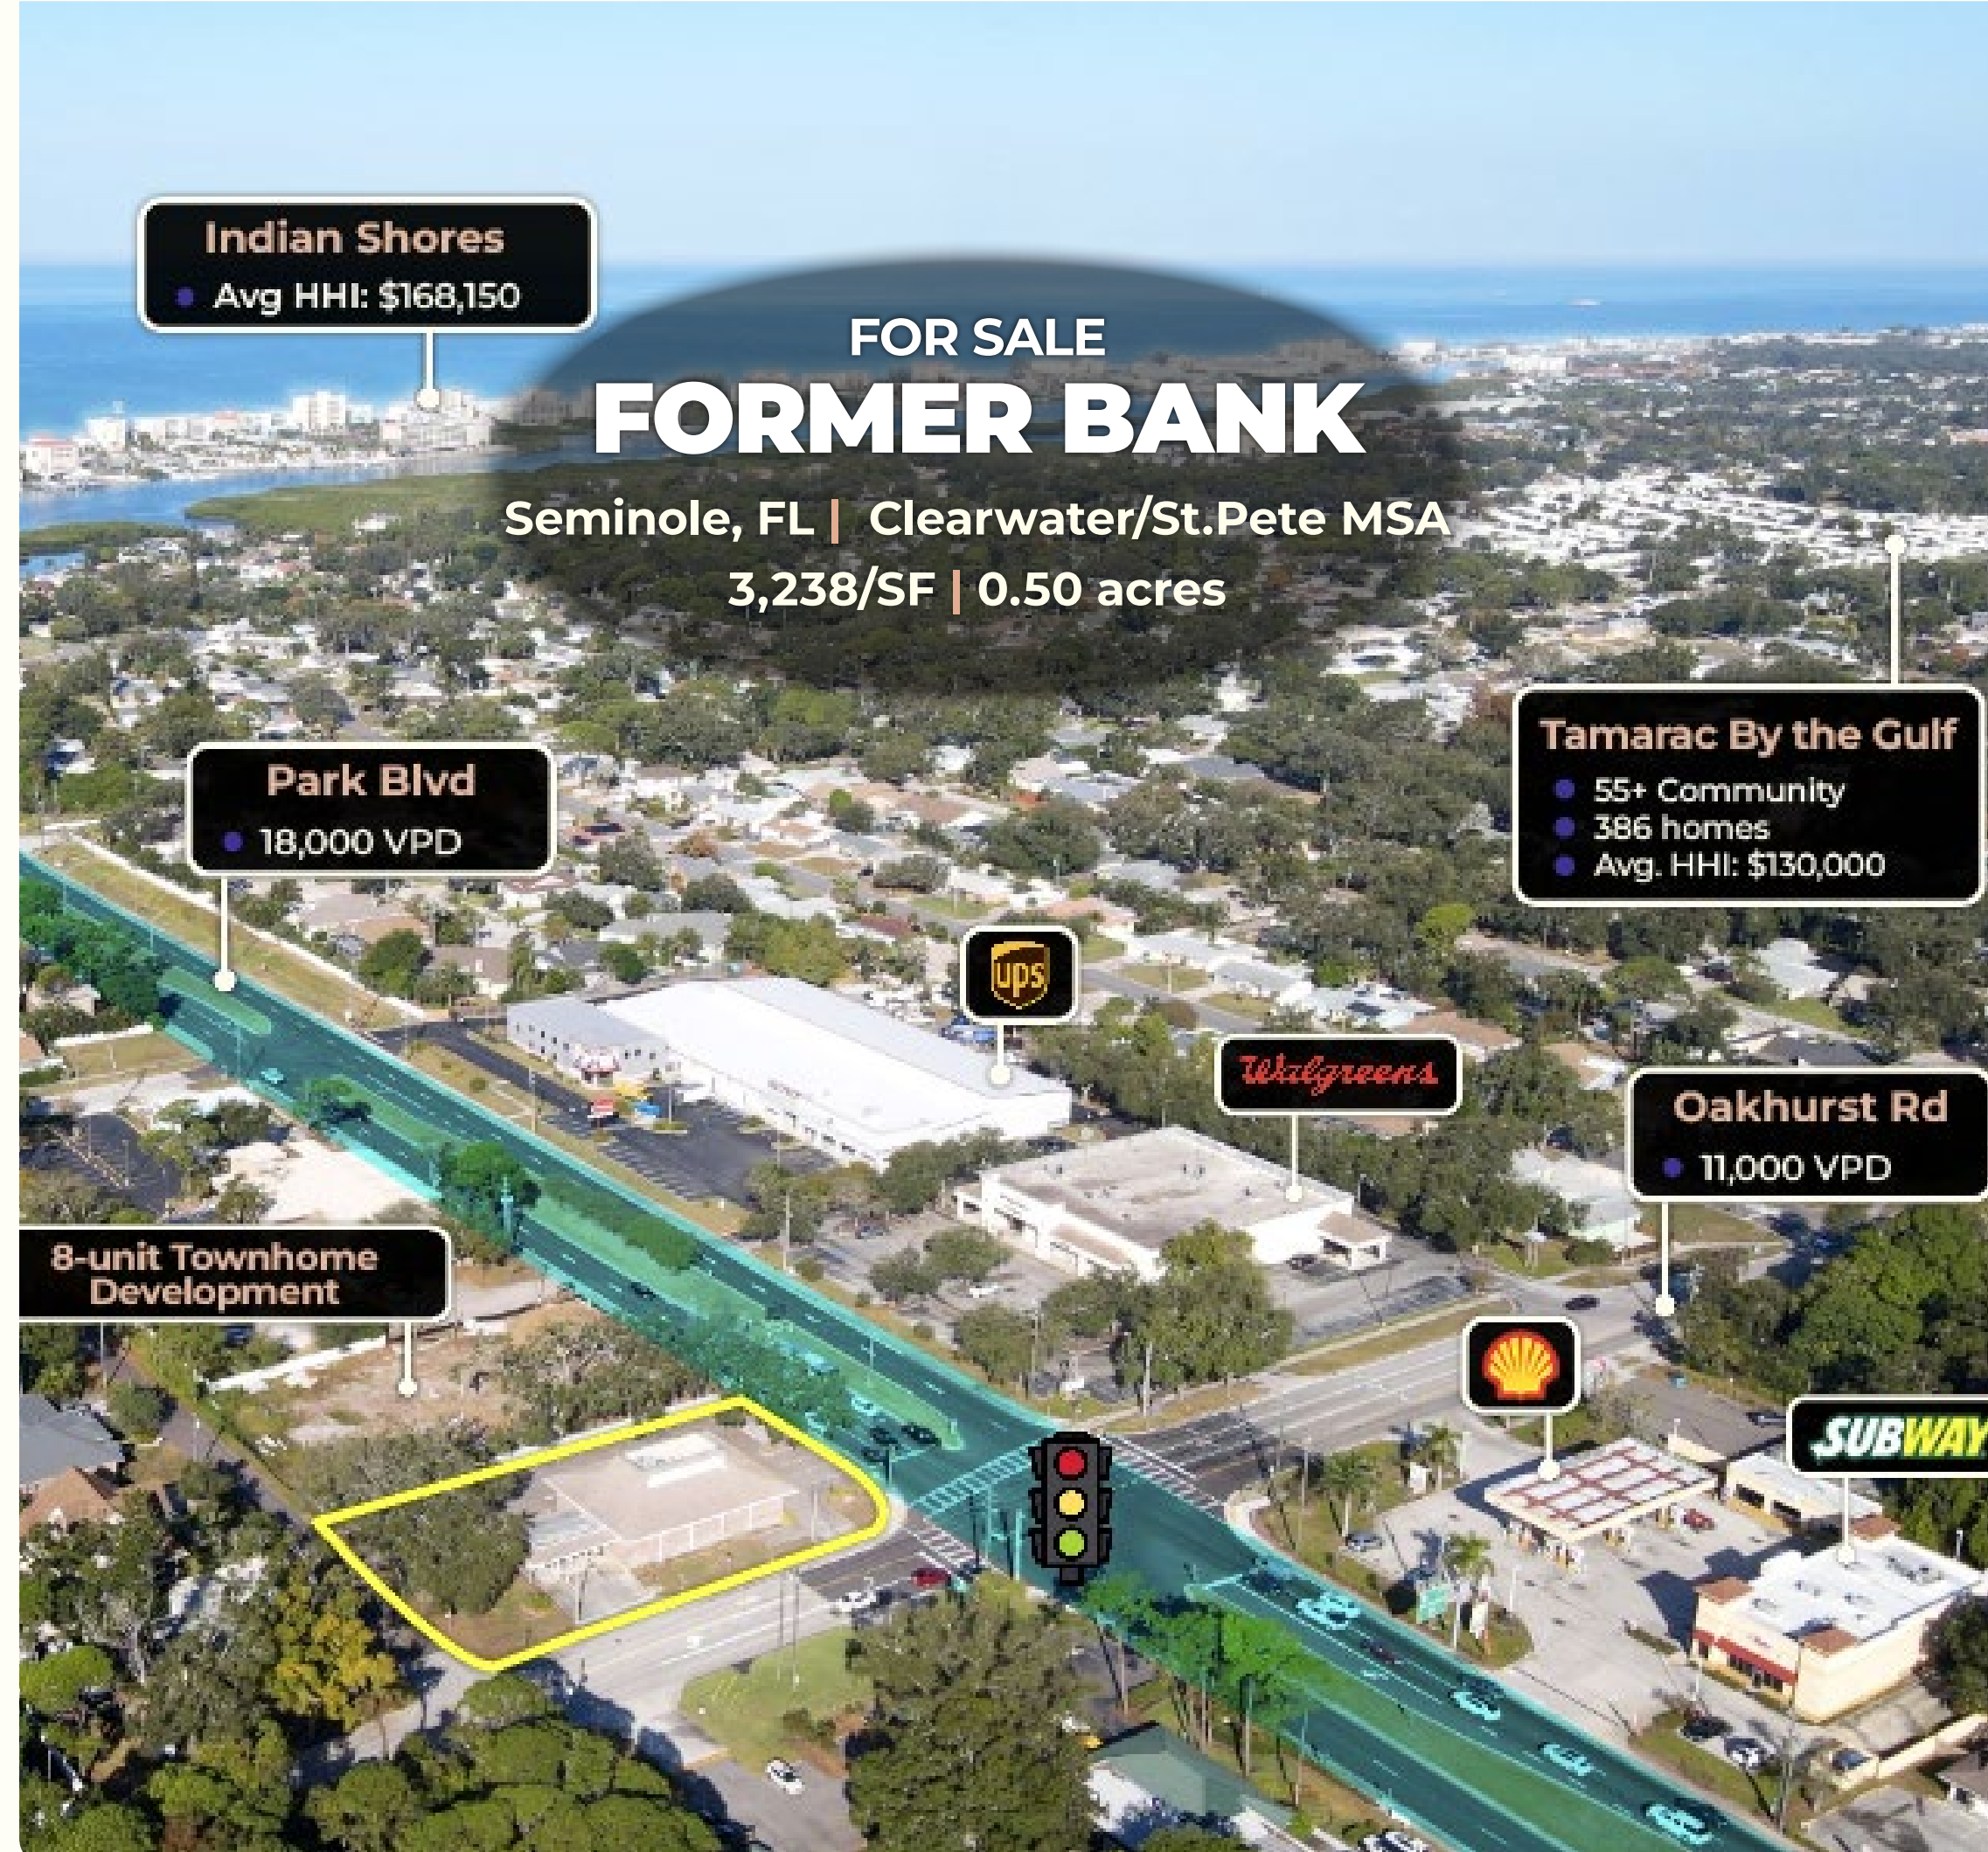 Indian Shores
Avg HHI: $168,150
FOR SALE
FORMER BANK
Seminole, FL | Clearwater/St.Pete MSA
3,238/SF | 0.50 acres
Tamarac By the Gulf
55+ Community
386 homes
Avg. HHI: $130,000
Park Blvd
18,000 VPD
ups
Walgreens
Oakhurst Rd
11,000 VPD
8-unit Townhome
Development
SUBWAY